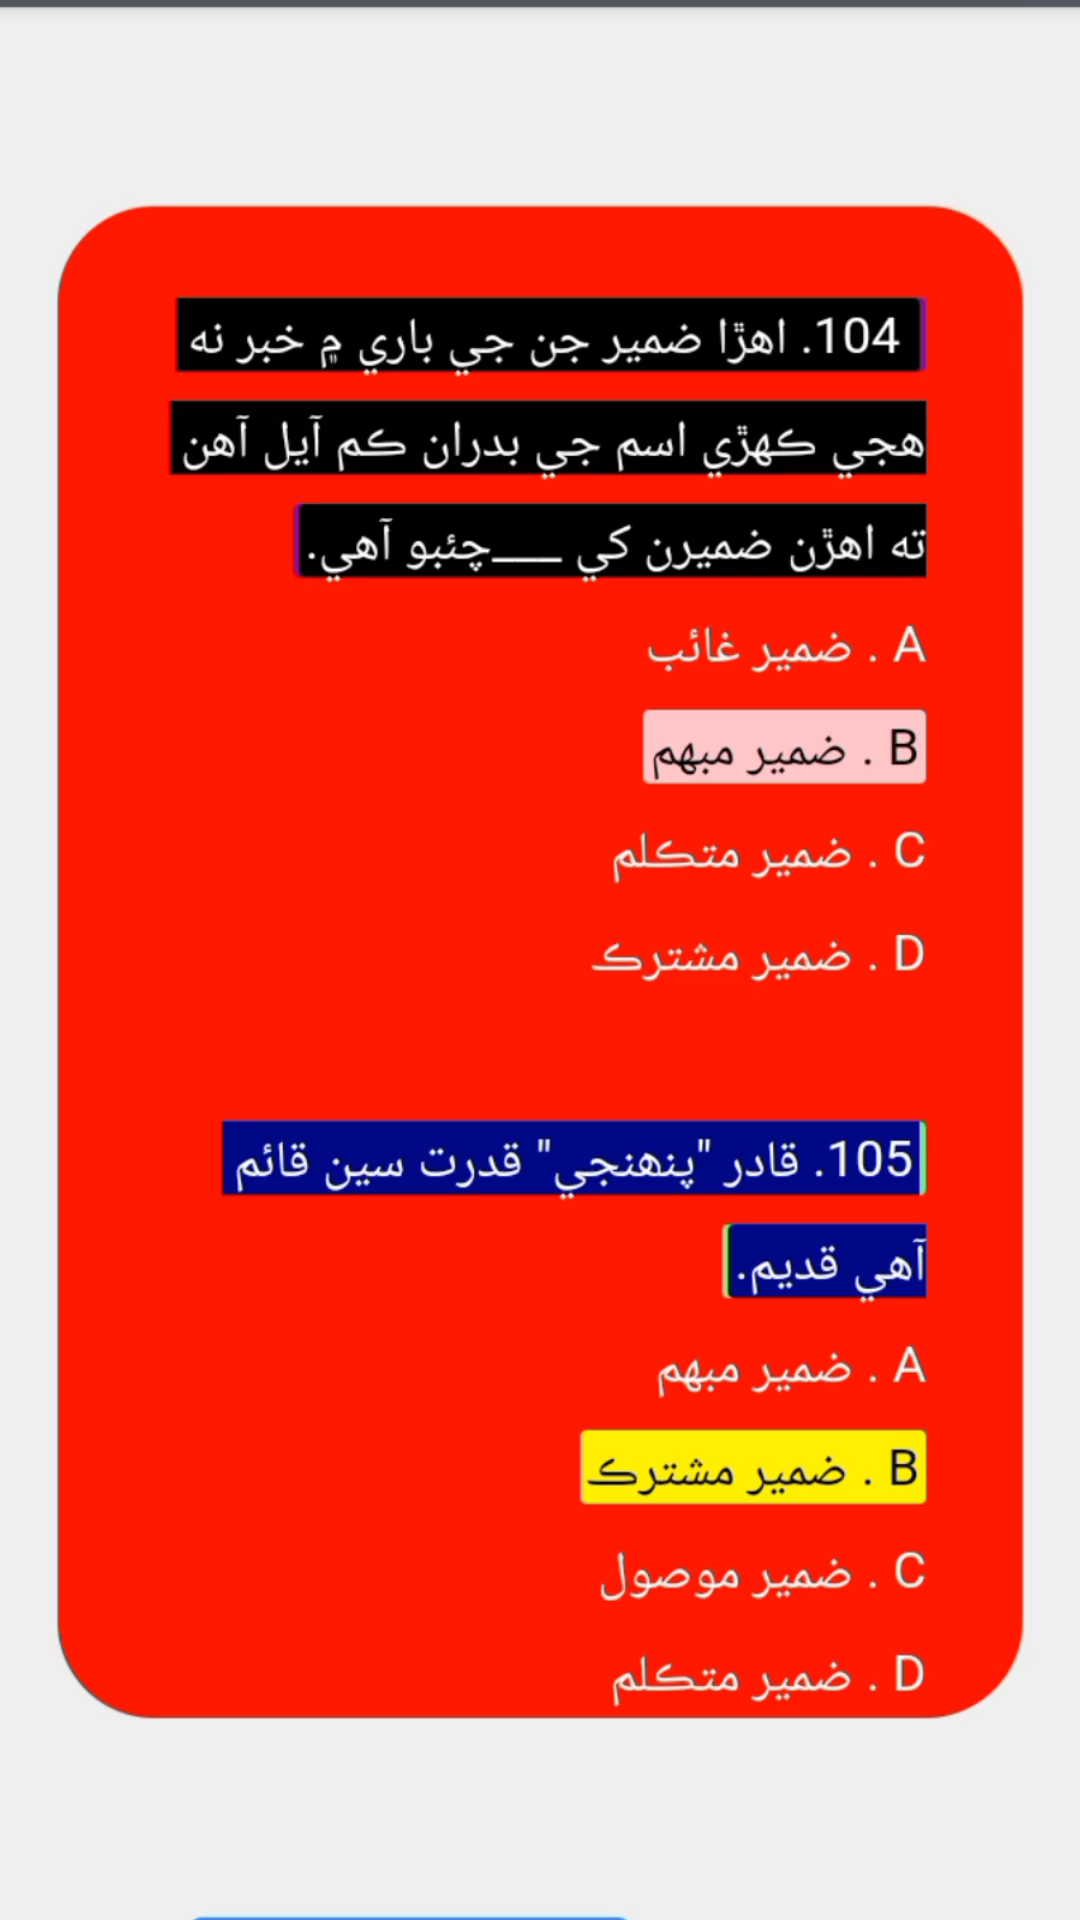 104. اهڙا ضمير جن جي باري ۾ خبر نه
هجي ڪهڙي اسم جي بدران ڪم آيل آهن
ته اهڙن ضميرن کي ___چئبو آهي.
A . ضمير غائب
B . ضمير مبهم
C . ضمير متڪلم
D . ضمير مشترڪ
105. قادر "پنهنجي" قدرت سين قائم
آهي قديم.
A . ضمير مبهم
B . ضمير مشترڪ
C . ضمير موصول
D . ضمير متڪلم